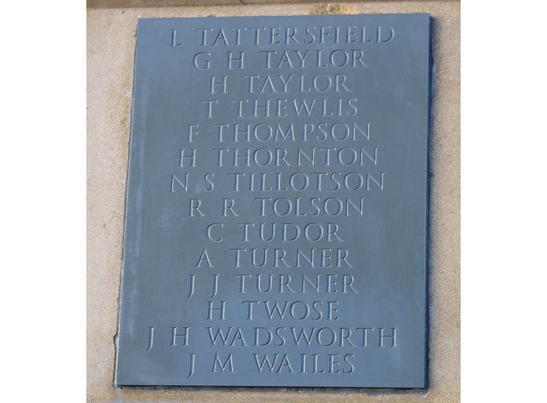 L TATTERSFIELD
G H TAYLOR
H TAYLOR
T THEWLIS
F THOMPSON
H THORNTON
N S TILLOTSON
R R TOLSON
C TUDOR
A TURNER
J J TURNER
H TWOSE
J H WADSWORTH
J M WAILES